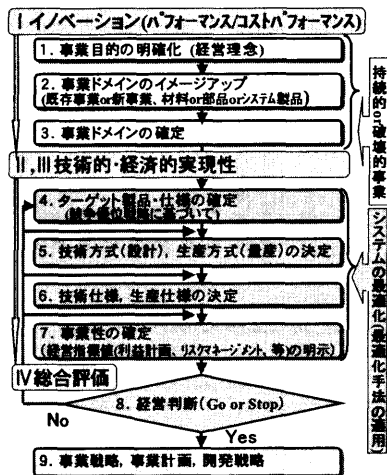 Ⅰイノベーション(パフォーマンス/コストパフォーマンス)
1. 事業目的の明確化 (経営理念)
2. 事業ドメインのイメージアップ
(既存事業or新事業、材料or部品orシステム製品)
3. 事業ドメインの確定
持続的or破壊的事業
Ⅱ,Ⅲ技術的・経済的実現性
4. ターゲット製品・仕様の確定
(競争優位戦略に基づいて)
5. 技術方式(設計), 生産方式(量産)の決定
6. 技術仕様, 生産仕様の決定
7. 事業性の確定
(経営指標値(利益計画、リスクマネージメント、等)の明示)
システムの最適化(最適化手法の適用)
Ⅳ総合評価
8. 経営判断(Go or Stop)
No
Yes
9. 事業戦略, 事業計画, 開発戦略